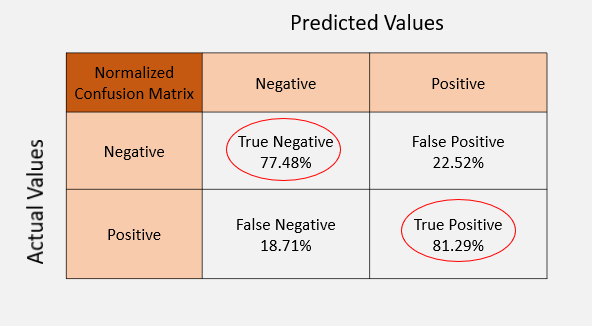 Predicted Values
Normalized
Confusion Matrix
Negative
Positive
Actual Values
Negative
True Negative
77.48%
False Positive
22.52%
Positive
False Negative
18.71%
True Positive
81.29%